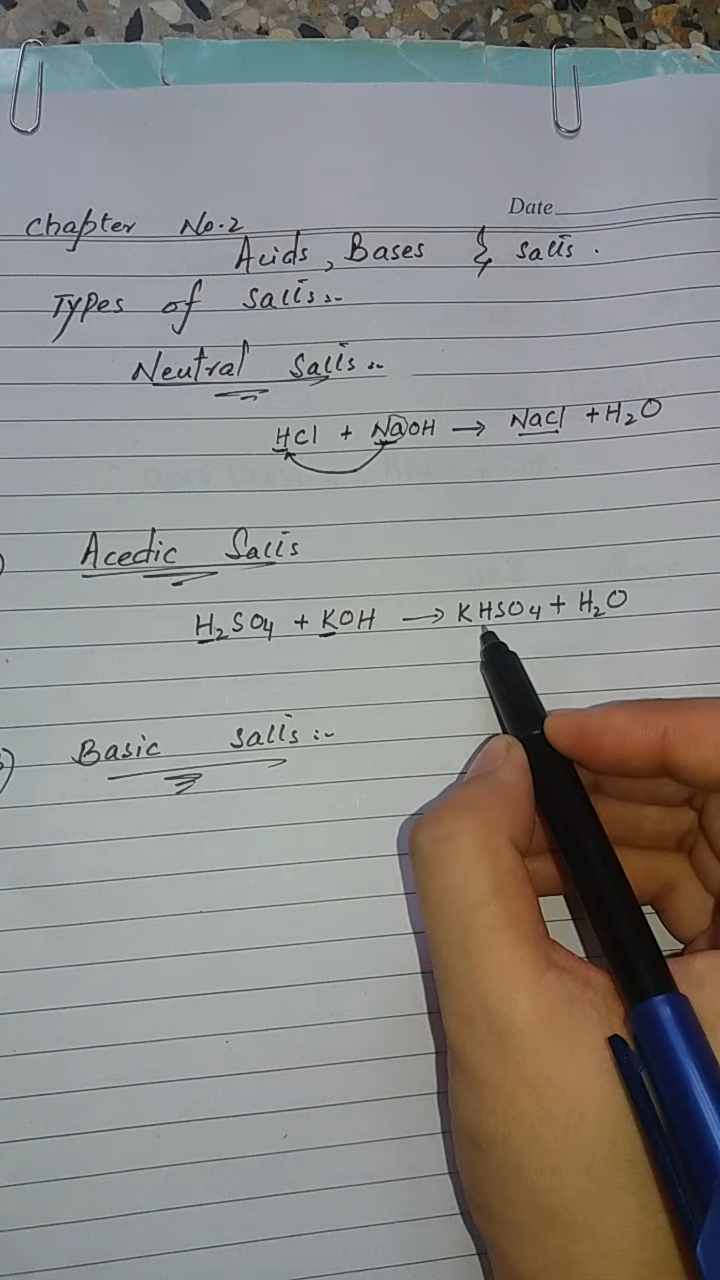 Date
Chapter No.2
Acids, Bases & Salts.
Types of Salts:-
Neutral Salts:-
HCl + NaOH → NaCl + H₂O
) Acedic Salts
H₂SO₄ + KOH → KHSO₄ + H₂O
) Basic Salts:-